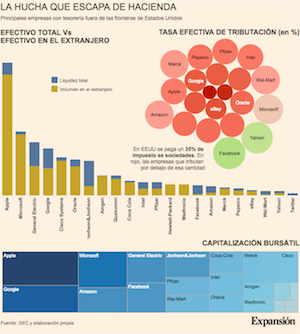 LA HUCHA QUE ESCAPA DE HACIENDA
Principales empresas con tesorería fuera de las fronteras de Estados Unidos
EFECTIVO TOTAL Vs
EFECTIVO EN EL EXTRANJERO
Liquidez total
Volumen en el extranjero
Apple
Microsoft
General Electric
Google
Cisco Systems
Oracle
Johnson&Johnson
Amgen
Qualcomm
Coca Cola
Intel
Pfizer
Hewlett-Packard
Medtronic
Facebook
Amazon
Merck
Pepsico
eBay
Wal-Mart
Yahoo!
Twitter
TASA EFECTIVA DE TRIBUTACIÓN (en %)
Merck
Pepsico
Pfizer
Intel
Apple
Google
Wal-Mart
Oracle
eBay
Amazon
Microsoft
Yahoo!
Facebook
En EEUU se paga un 35% de
impuesto de sociedades. En
rojo, las empresas que tributan
por debajo de esa cantidad
CAPITALIZACIÓN BURSÁTIL
Apple
Microsoft
General Electric
Johnson&Johnson
Coca Cola
Merck
Cisco
Google
Amazon
Facebook
Pfizer
Wal-Mart
Oracle
Intel
Pepsico
Amgen
Medtronic
Fuente: SEC y elaboración propia
Expansión